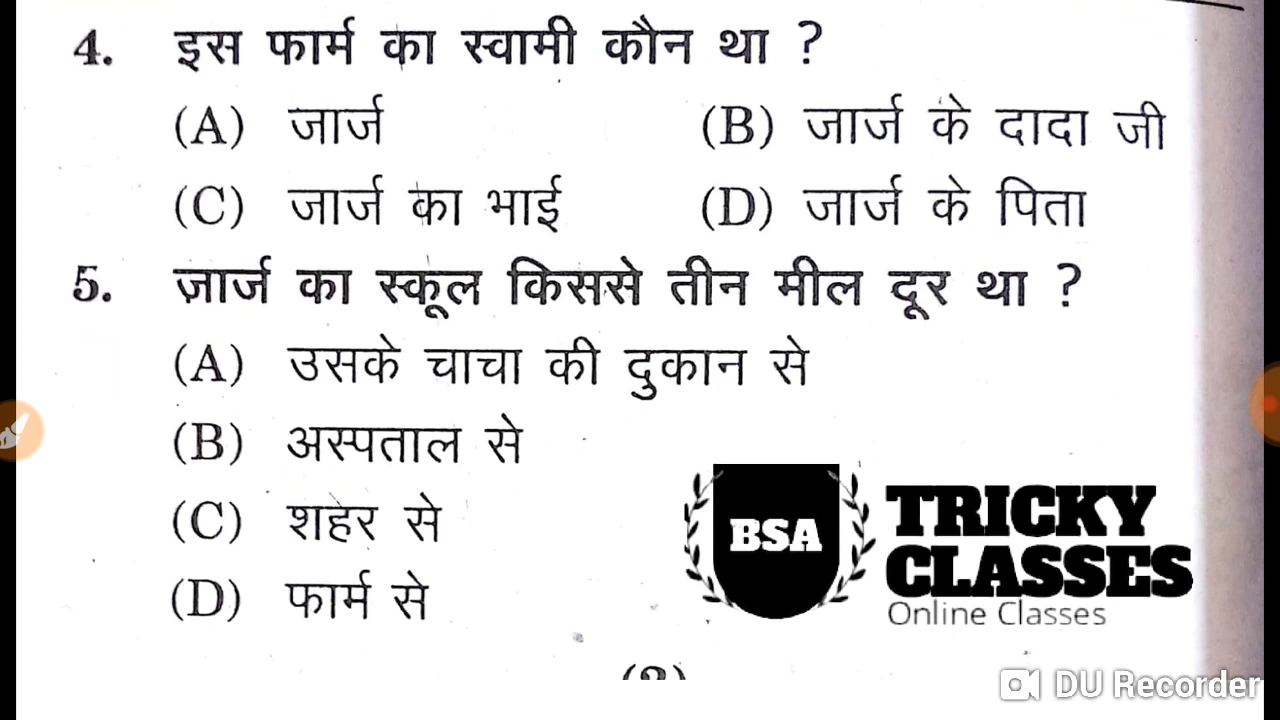 4. इस फार्म का स्वामी कौन था ?
(A) जार्ज (B) जार्ज के दादा जी
(C) जार्ज का भाई (D) जार्ज के पिता
5. ज़ार्ज का स्कूल किससे तीन मील दूर था ?
(A) उसके चाचा की दुकान से
(B) अस्पताल से
(C) शहर से
(D) फार्म से
BSA
TRICKY
CLASSES
Online Classes
DU Recorder